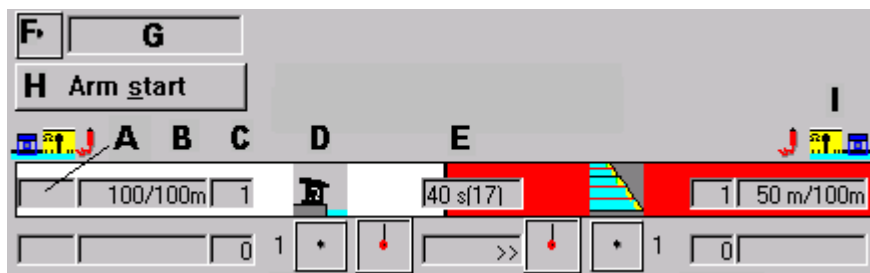 F G
H Arm start
I
A B C D E
100/100m 1 40 s(17) 1 50 m/100m
0 1 >> 1 0